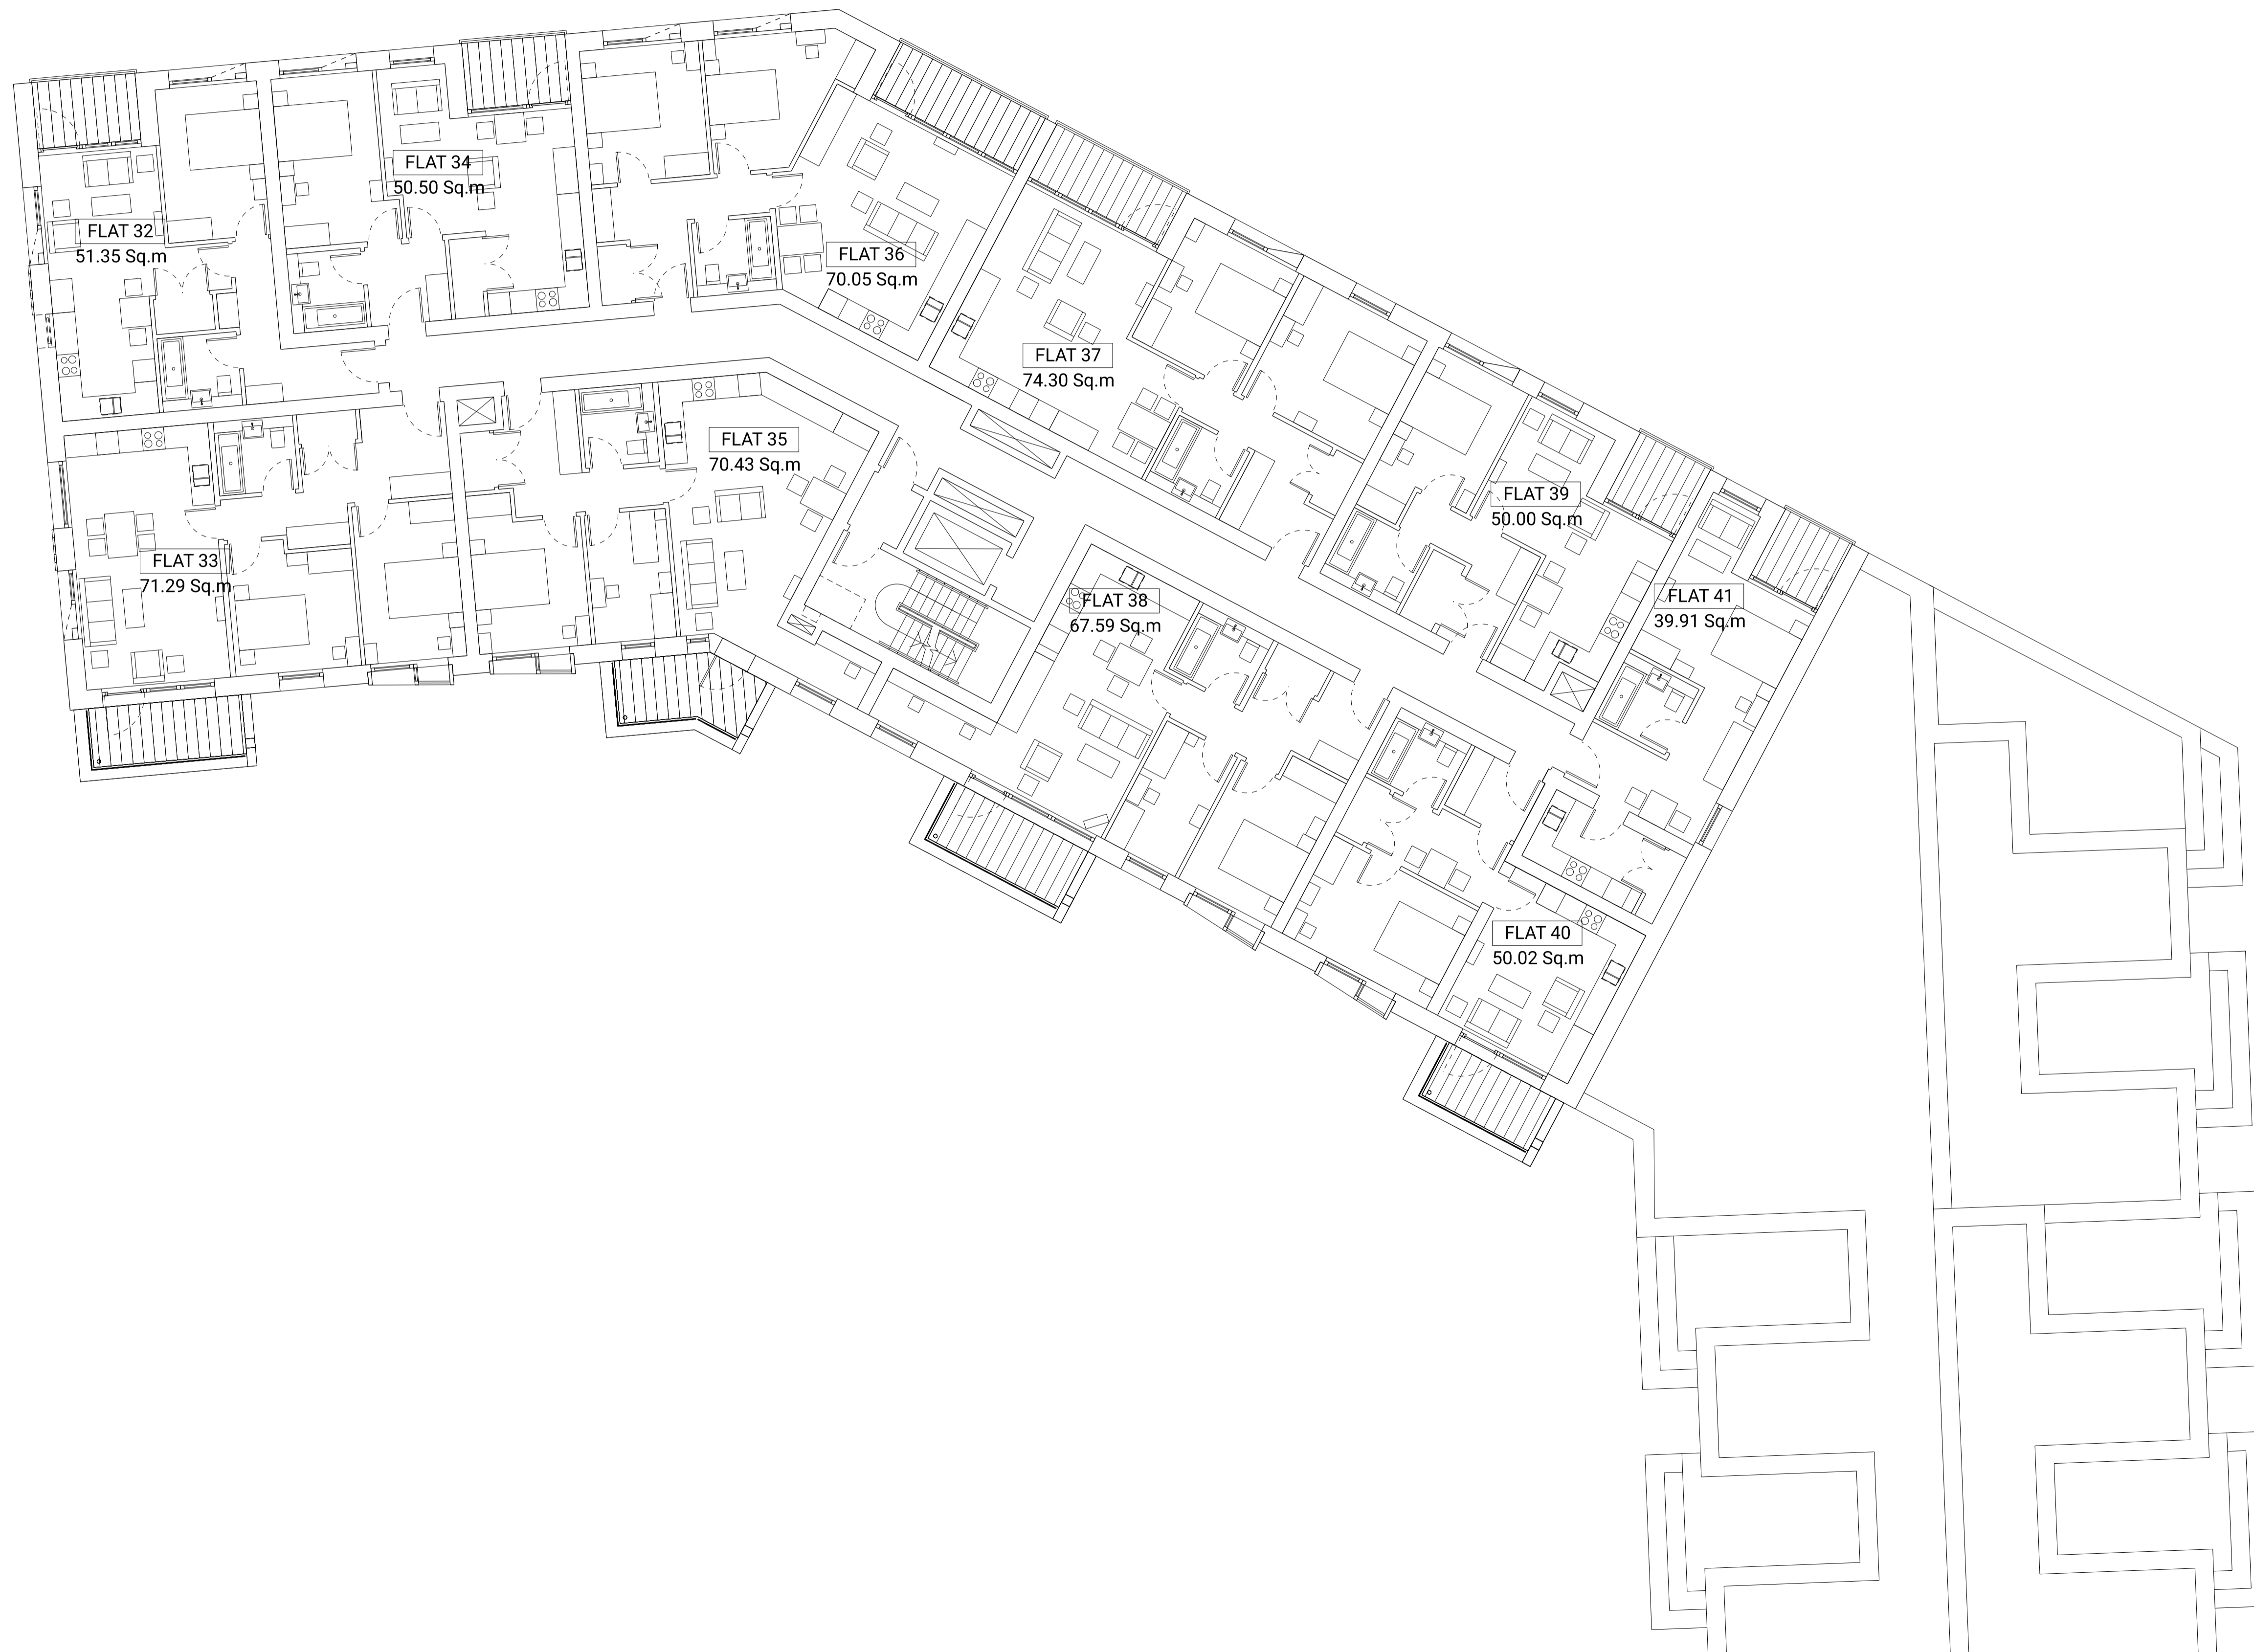 FLAT 32
51.35 Sq.m
FLAT 34
50.50 Sq.m
FLAT 36
70.05 Sq.m
FLAT 37
74.30 Sq.m
FLAT 35
70.43 Sq.m
FLAT 33
71.29 Sq.m
FLAT 38
67.59 Sq.m
FLAT 39
50.00 Sq.m
FLAT 41
39.91 Sq.m
FLAT 40
50.02 Sq.m